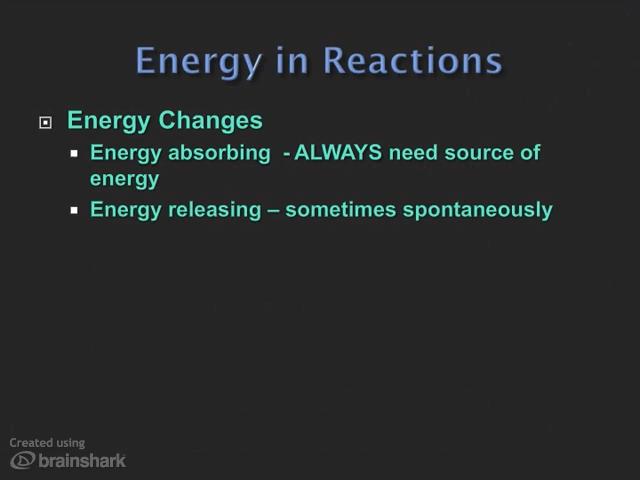 Energy in Reactions
Energy Changes
Energy absorbing - ALWAYS need source of
energy
Energy releasing – sometimes spontaneously
Created using
brainshark